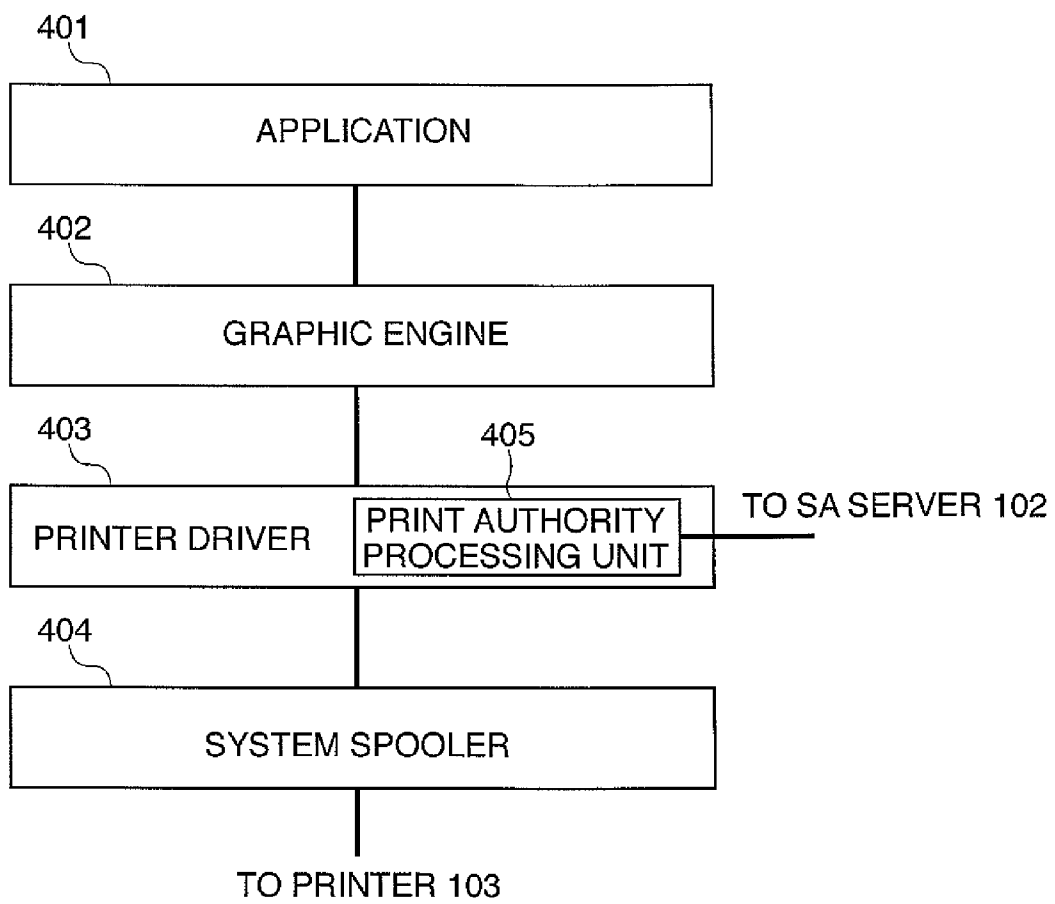 401
APPLICATION
402
GRAPHIC ENGINE
403
405
PRINTER DRIVER
PRINT AUTHORITY
PROCESSING UNIT
TO SA SERVER 102
404
SYSTEM SPOOLER
TO PRINTER 103